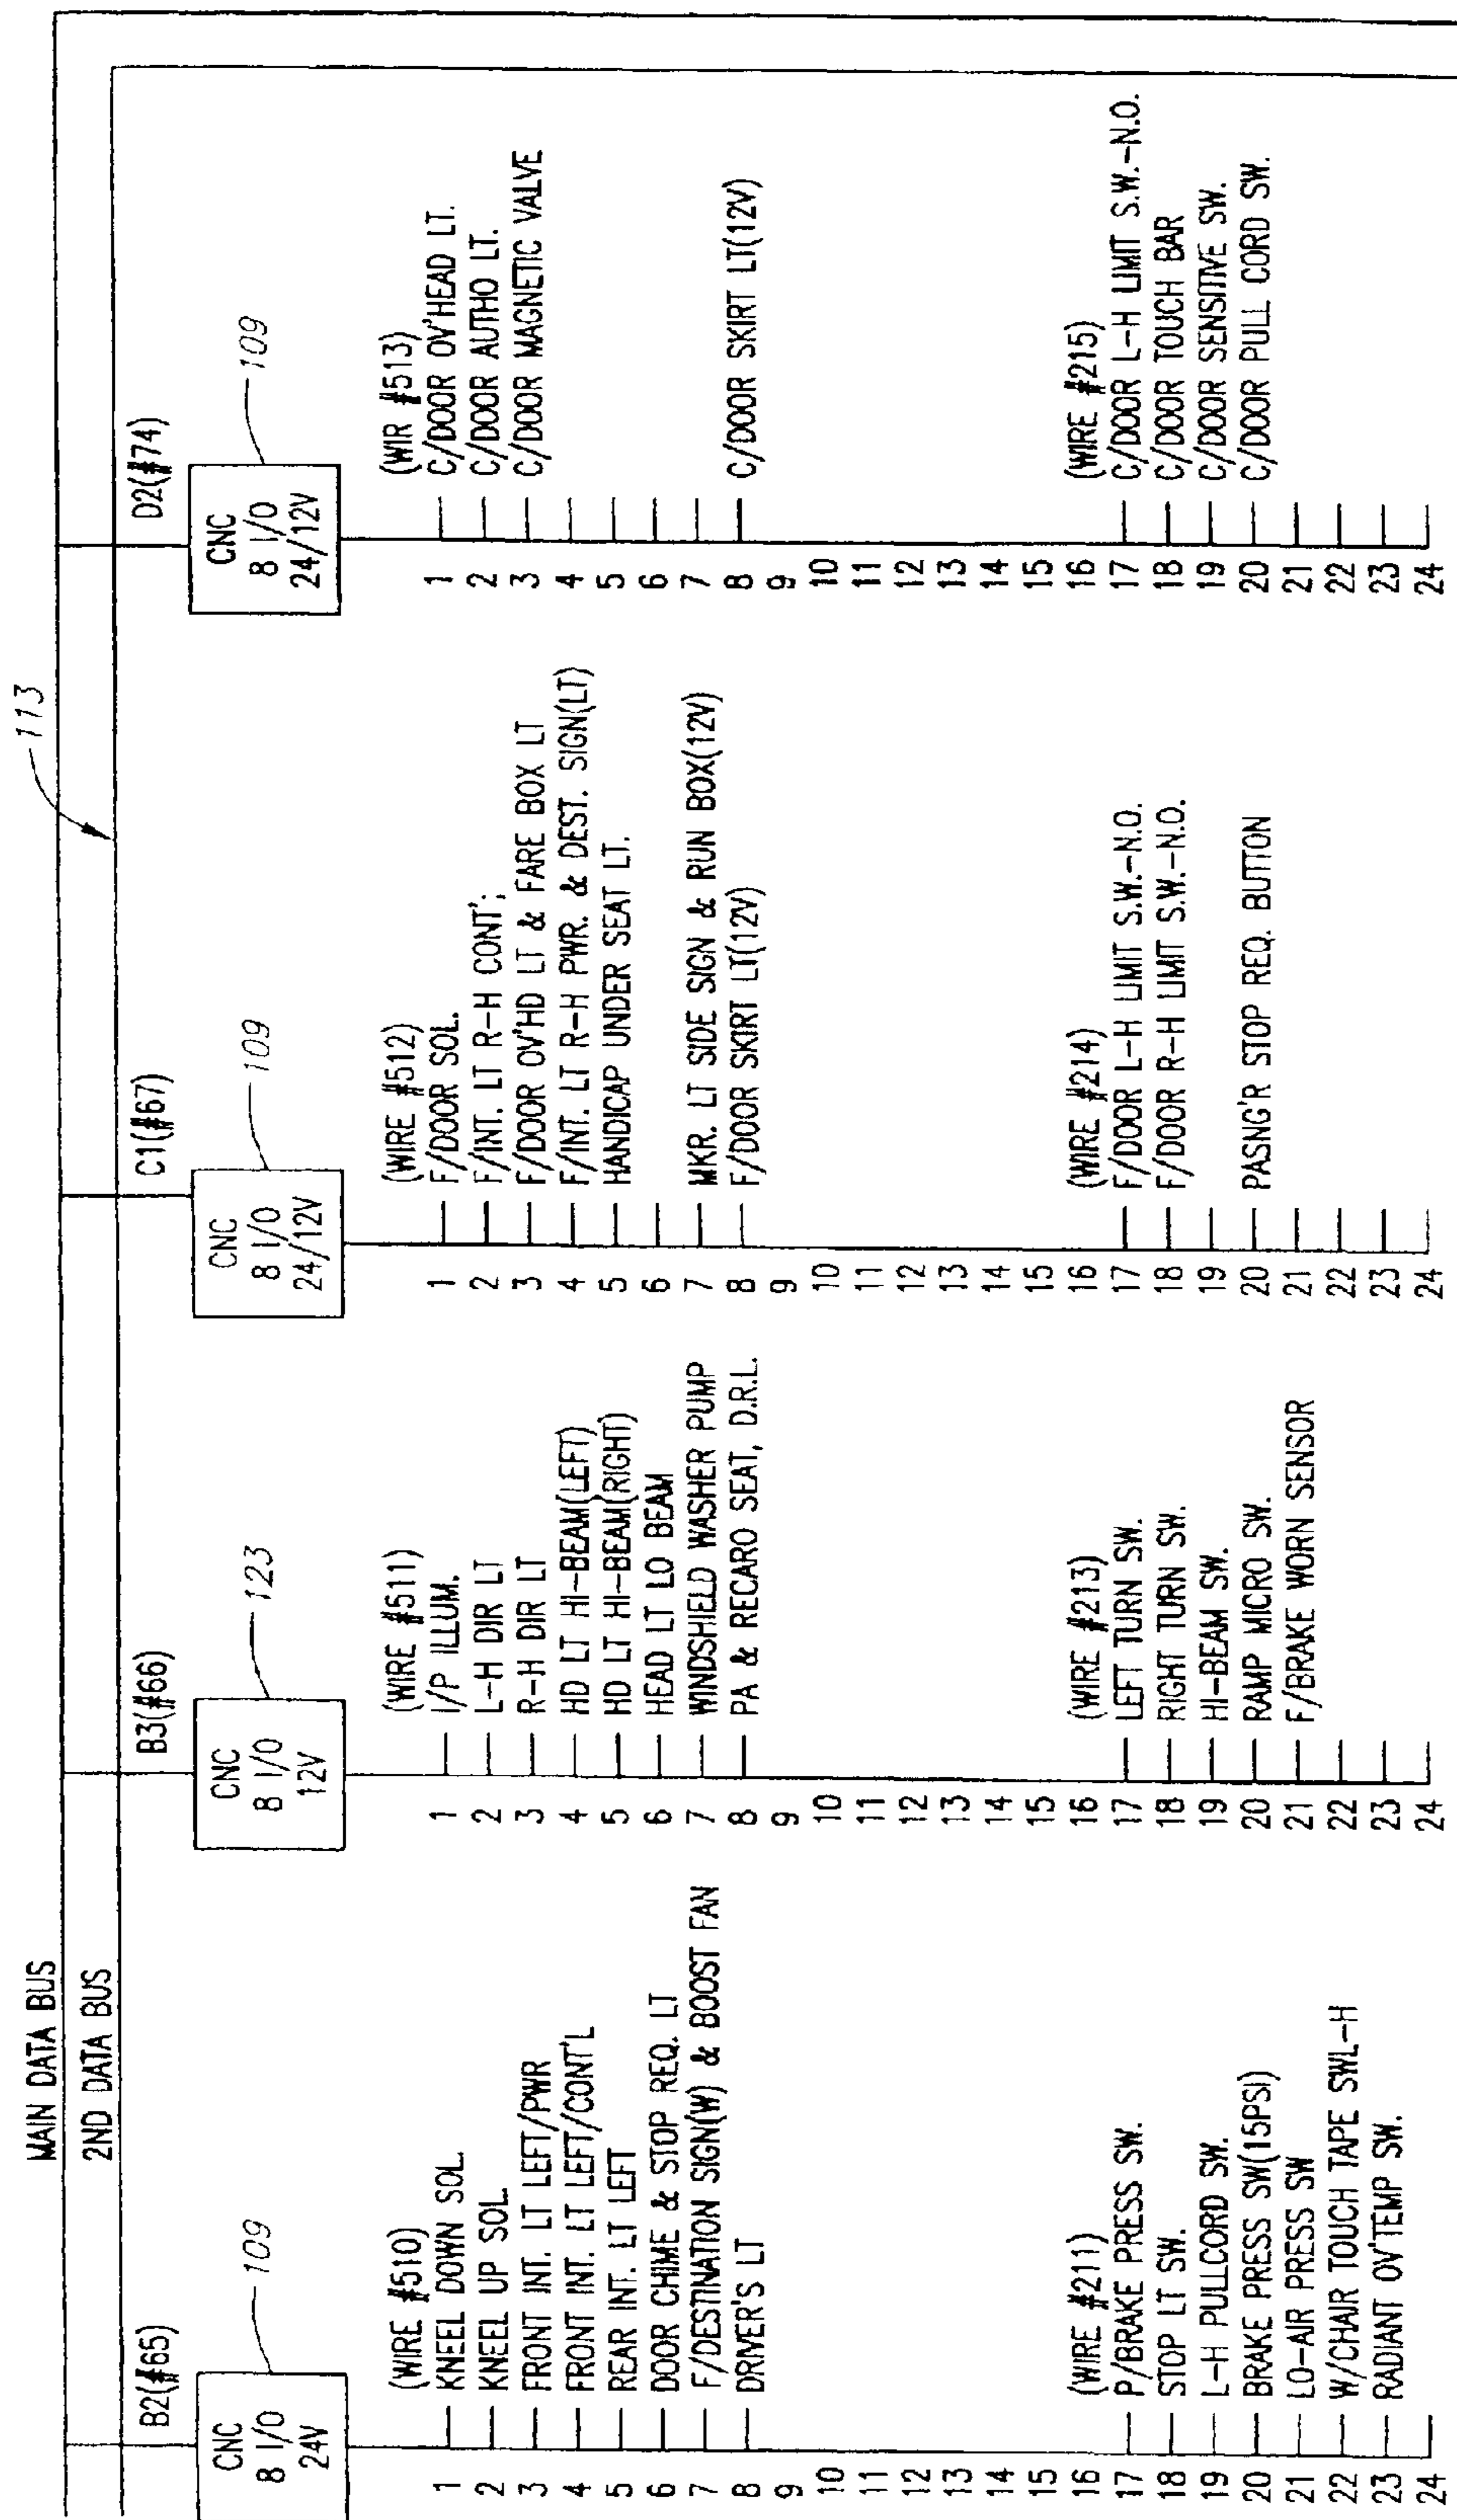 MAIN DATA BUS
2ND DATA BUS
113
B2(#65)
CNC
8 I/O
24V
109
(WIRE #510)
1 KNEEL DOWN SOL.
2 KNEEL UP SOL.
3 FRONT INT. LT LEFT/PWR
4 FRONT INT. LT LEFT/CONT'L
5 REAR INT. LT LEFT
6 DOOR CHIME & STOP REQ. LT
7 F/DESTINATION SIGN(W) & BOOST FAN
8 DRIVER'S LT
9
10
11
12
13
14
15
16 (WIRE #211)
17 P/BRAKE PRESS SW.
18 STOP LT SW.
19 L-H PULLCORD SW.
20 BRAKE PRESS SW(15PSI)
21 LO-AIR PRESS SW
22 W/CHAIR TOUCH TAPE SWL-H
23 RADIANT OV'TEMP SW.
24
B3(#66)
CNC
8 I/O
12V
123
(WIRE #511)
1 I/P ILLUM.
2 L-H DIR LT
3 R-H DIR LT
4 HD LT HI-BEAM(LEFT)
5 HD LT HI-BEAM(RIGHT)
6 HEAD LT LO BEAM
7 WINDSHIELD WASHER PUMP
8 PA & RECARO SEAT, D.R.L.
9
10
11
12
13
14
15
16 (WIRE #213)
17 LEFT TURN SW.
18 RIGHT TURN SW.
19 HI-BEAM SW.
20 RAMP MICRO SW.
21 F/BRAKE WORN SENSOR
22
23
24
C1(#67)
CNC
8 I/O
24/12V
109
(WIRE #512)
1 F/DOOR SOL.
2 F/INT. LT R-H CONT';
3 F/DOOR OV'HD LT & FARE BOX LT
4 F/INT. LT R-H PWR. & DEST. SIGN(LT)
5 HANDICAP UNDER SEAT LT.
6
7 MKR. LT SIDE SIGN & RUN BOX(12V)
8 F/DOOR SKIRT LT(12V)
9
10
11
12
13
14
15
16 (WIRE #214)
17 F/DOOR L-H LIMIT S.W.-N.O.
18 F/DOOR R-H LIMIT S.W.-N.O.
19
20 PASNG'R STOP REQ. BUTTON
21
22
23
24
D2(#74)
CNC
8 I/O
24/12V
109
(WIR #513)
1 C/DOOR OV'HEAD LT.
2 C/DOOR AUTHO LT.
3 C/DOOR MAGNETIC VALVE
4
5
6
7
8 C/DOOR SKIRT LT(12V)
9
10
11
12
13
14
15
16 (WIRE #215)
17 C/DOOR L-H LIMIT S.W.-N.O.
18 C/DOOR TOUCH BAR
19 C/DOOR SENSITIVE SW.
20 C/DOOR PULL CORD SW.
21
22
23
24